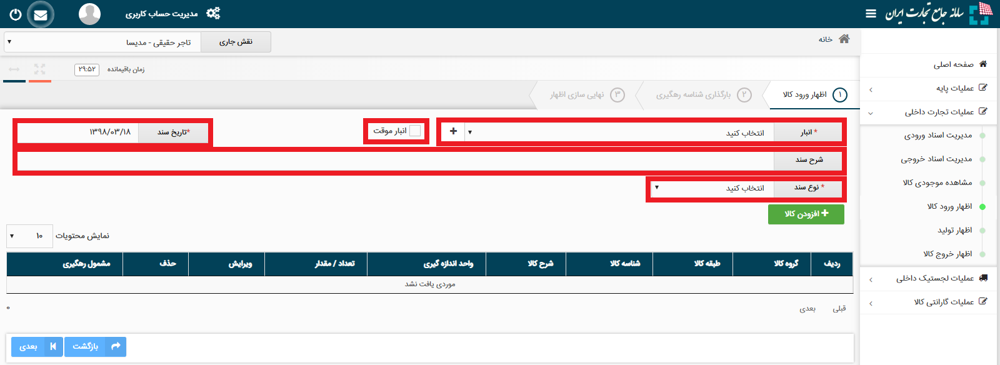 سامانه جامع تجارت ایران
مدیریت حساب کاربری
خانه
نقش جاری
تاجر حقیقی - مدیسا
زمان باقیمانده
۲۹:۵۲
صفحه اصلی
عملیات پایه
عملیات تجارت داخلی
مدیریت اسناد ورودی
مدیریت اسناد خروجی
مشاهده موجودی کالا
اظهار ورود کالا
اظهار تولید
اظهار خروج کالا
عملیات لجستیک داخلی
عملیات گارانتی کالا
۱ اظهار ورود کالا
۲ بارگذاری شناسه رهگیری
۳ نهایی سازی اظهار
* انبار
انتخاب کنید
انبار موقت
*تاریخ سند
۱۳۹۸/۰۳/۱۸
شرح سند
* نوع سند
انتخاب کنید
+ افزودن کالا
نمایش محتویات ۱۰
ردیف گروه کالا طبقه کالا شناسه کالا شرح کالا واحد اندازه گیری تعداد / مقدار ویرایش حذف مشمول رهگیری
موردی یافت نشد
قبلی بعدی
۰
بازگشت
بعدی